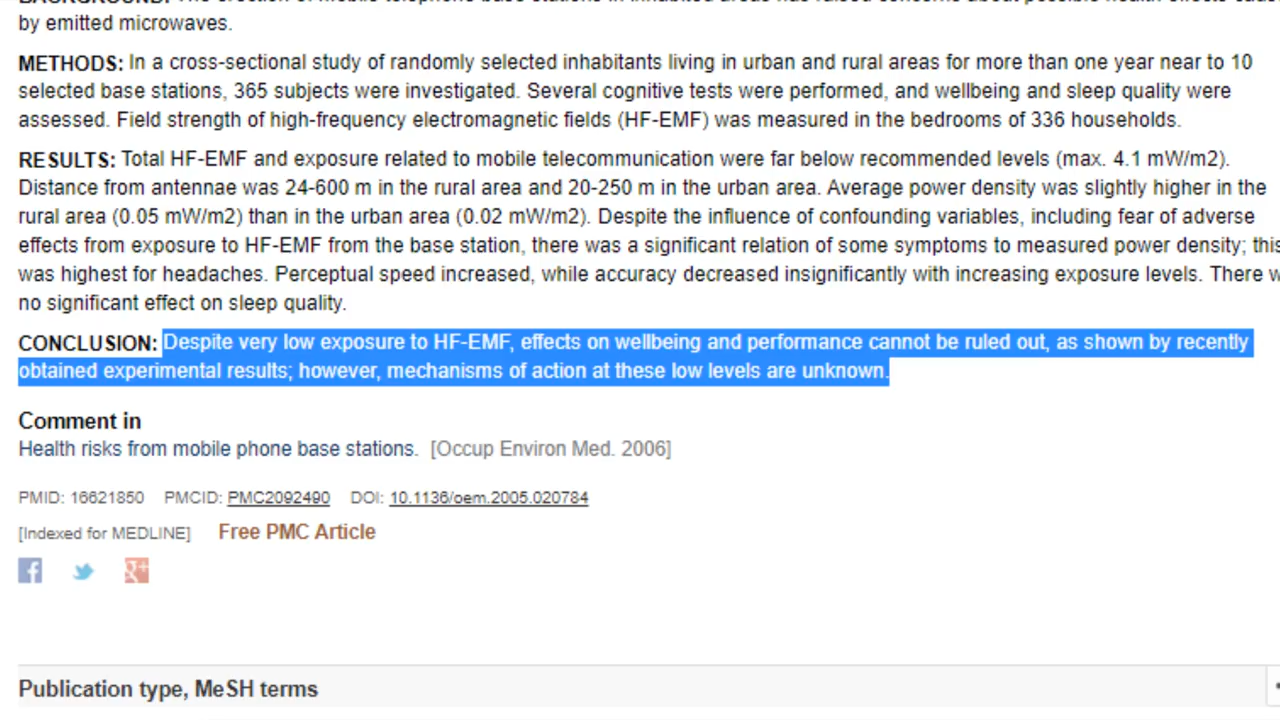 by emitted microwaves.
METHODS: In a cross-sectional study of randomly selected inhabitants living in urban and rural areas for more than one year near to 10
selected base stations, 365 subjects were investigated. Several cognitive tests were performed, and wellbeing and sleep quality were
assessed. Field strength of high-frequency electromagnetic fields (HF-EMF) was measured in the bedrooms of 336 households.
RESULTS: Total HF-EMF and exposure related to mobile telecommunication were far below recommended levels (max. 4.1 mW/m2).
Distance from antennae was 24-600 m in the rural area and 20-250 m in the urban area. Average power density was slightly higher in the
rural area (0.05 mW/m2) than in the urban area (0.02 mW/m2). Despite the influence of confounding variables, including fear of adverse
effects from exposure to HF-EMF from the base station, there was a significant relation of some symptoms to measured power density; this
was highest for headaches. Perceptual speed increased, while accuracy decreased insignificantly with increasing exposure levels. There
no significant effect on sleep quality.
CONCLUSION: Despite very low exposure to HF-EMF, effects on wellbeing and performance cannot be ruled out, as shown by recently
obtained experimental results; however, mechanisms of action at these low levels are unknown.
Comment in
Health risks from mobile phone base stations. [Occup Environ Med. 2006]
PMID: 16621850 PMCID: PMC2092490 DOI: 10.1136/oem.2005.020784
[Indexed for MEDLINE] Free PMC Article
Publication type, MeSH terms